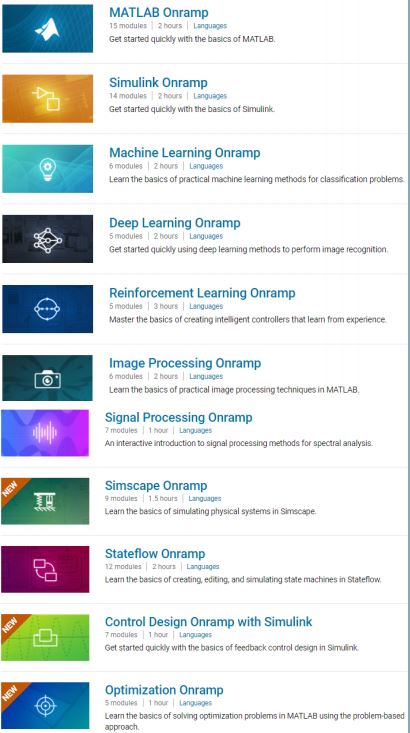 MATLAB Onramp
15 modules | 2 hours | Languages
Get started quickly with the basics of MATLAB.
Simulink Onramp
14 modules | 2 hours | Languages
Get started quickly with the basics of Simulink.
Machine Learning Onramp
6 modules | 2 hours | Languages
Learn the basics of practical machine learning methods for classification problems.
Deep Learning Onramp
5 modules | 2 hours | Languages
Get started quickly using deep learning methods to perform image recognition.
Reinforcement Learning Onramp
5 modules | 3 hours | Languages
Master the basics of creating intelligent controllers that learn from experience.
Image Processing Onramp
6 modules | 2 hours | Languages
Learn the basics of practical image processing techniques in MATLAB.
Signal Processing Onramp
7 modules | 1 hour | Languages
An interactive introduction to signal processing methods for spectral analysis.
NEW
Simscape Onramp
9 modules | 1.5 hours | Languages
Learn the basics of simulating physical systems in Simscape.
Stateflow Onramp
12 modules | 2 hours | Languages
Learn the basics of creating, editing, and simulating state machines in Stateflow.
NEW
Control Design Onramp with Simulink
7 modules | 1 hour | Languages
Get started quickly with the basics of feedback control design in Simulink.
NEW
Optimization Onramp
5 modules | 1 hour | Languages
Learn the basics of solving optimization problems in MATLAB using the problem-based
approach.